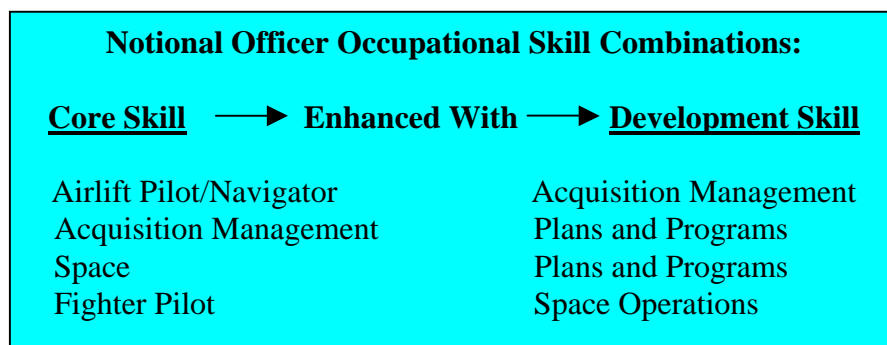 Notional Officer Occupational Skill Combinations:
Core Skill Enhanced With Development Skill
Airlift Pilot/Navigator Acquisition Management
Acquisition Management Plans and Programs
Space Plans and Programs
Fighter Pilot Space Operations